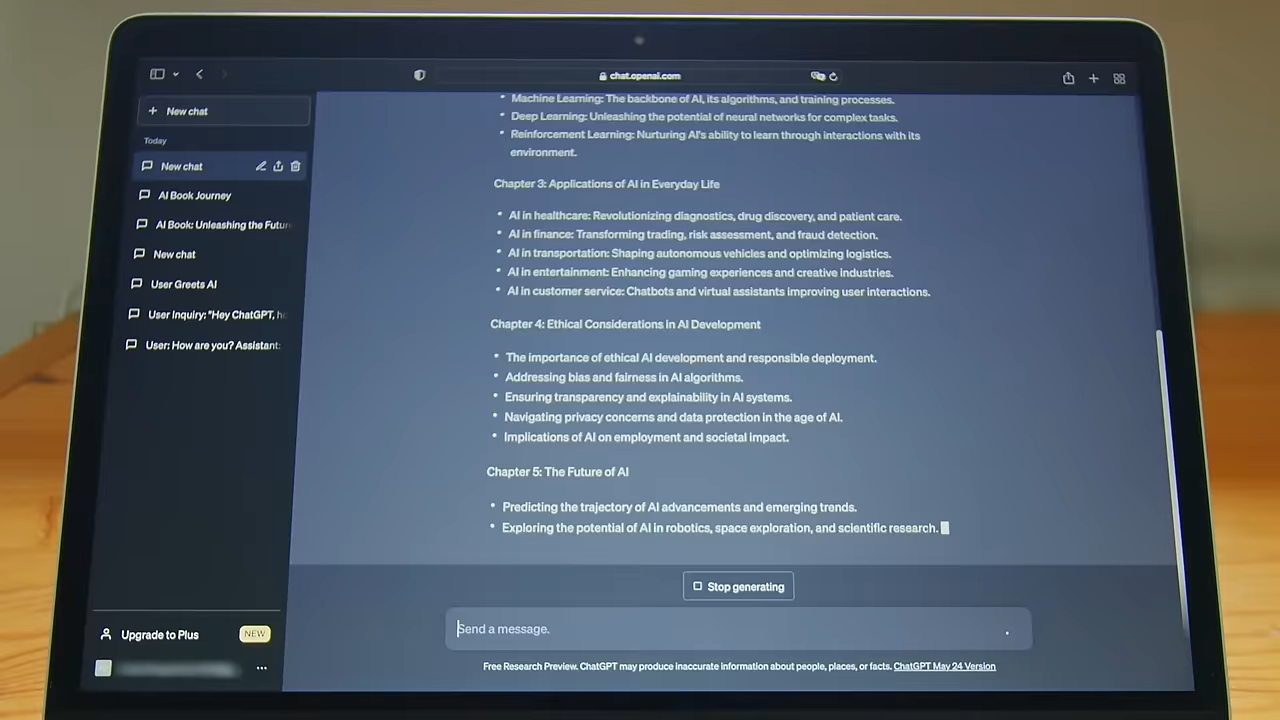 chat.openai.com
New chat
Today
New chat
AI Book Journey
AI Book: Unleashing the Futur
New chat
User Greets AI
User Inquiry: "Hey ChatGPT, h
User: How are you? Assistant:
Upgrade to Plus
NEW
• Machine Learning: The backbone of AI, its algorithms, and training processes.
• Deep Learning: Unleashing the potential of neural networks for complex tasks.
• Reinforcement Learning: Nurturing AI's ability to learn through interactions with its
environment.
Chapter 3: Applications of AI in Everyday Life
• AI in healthcare: Revolutionizing diagnostics, drug discovery, and patient care.
• AI in finance: Transforming trading, risk assessment, and fraud detection.
• AI in transportation: Shaping autonomous vehicles and optimizing logistics.
• AI in entertainment: Enhancing gaming experiences and creative industries.
• AI in customer service: Chatbots and virtual assistants improving user interactions.
Chapter 4: Ethical Considerations in AI Development
• The importance of ethical AI development and responsible deployment.
• Addressing bias and fairness in AI algorithms.
• Ensuring transparency and explainability in AI systems.
• Navigating privacy concerns and data protection in the age of AI.
• Implications of AI on employment and societal impact.
Chapter 5: The Future of AI
• Predicting the trajectory of AI advancements and emerging trends.
• Exploring the potential of AI in robotics, space exploration, and scientific research.
Stop generating
Send a message.
Free Research Preview. ChatGPT may produce inaccurate information about people, places, or facts. ChatGPT May 24 Version